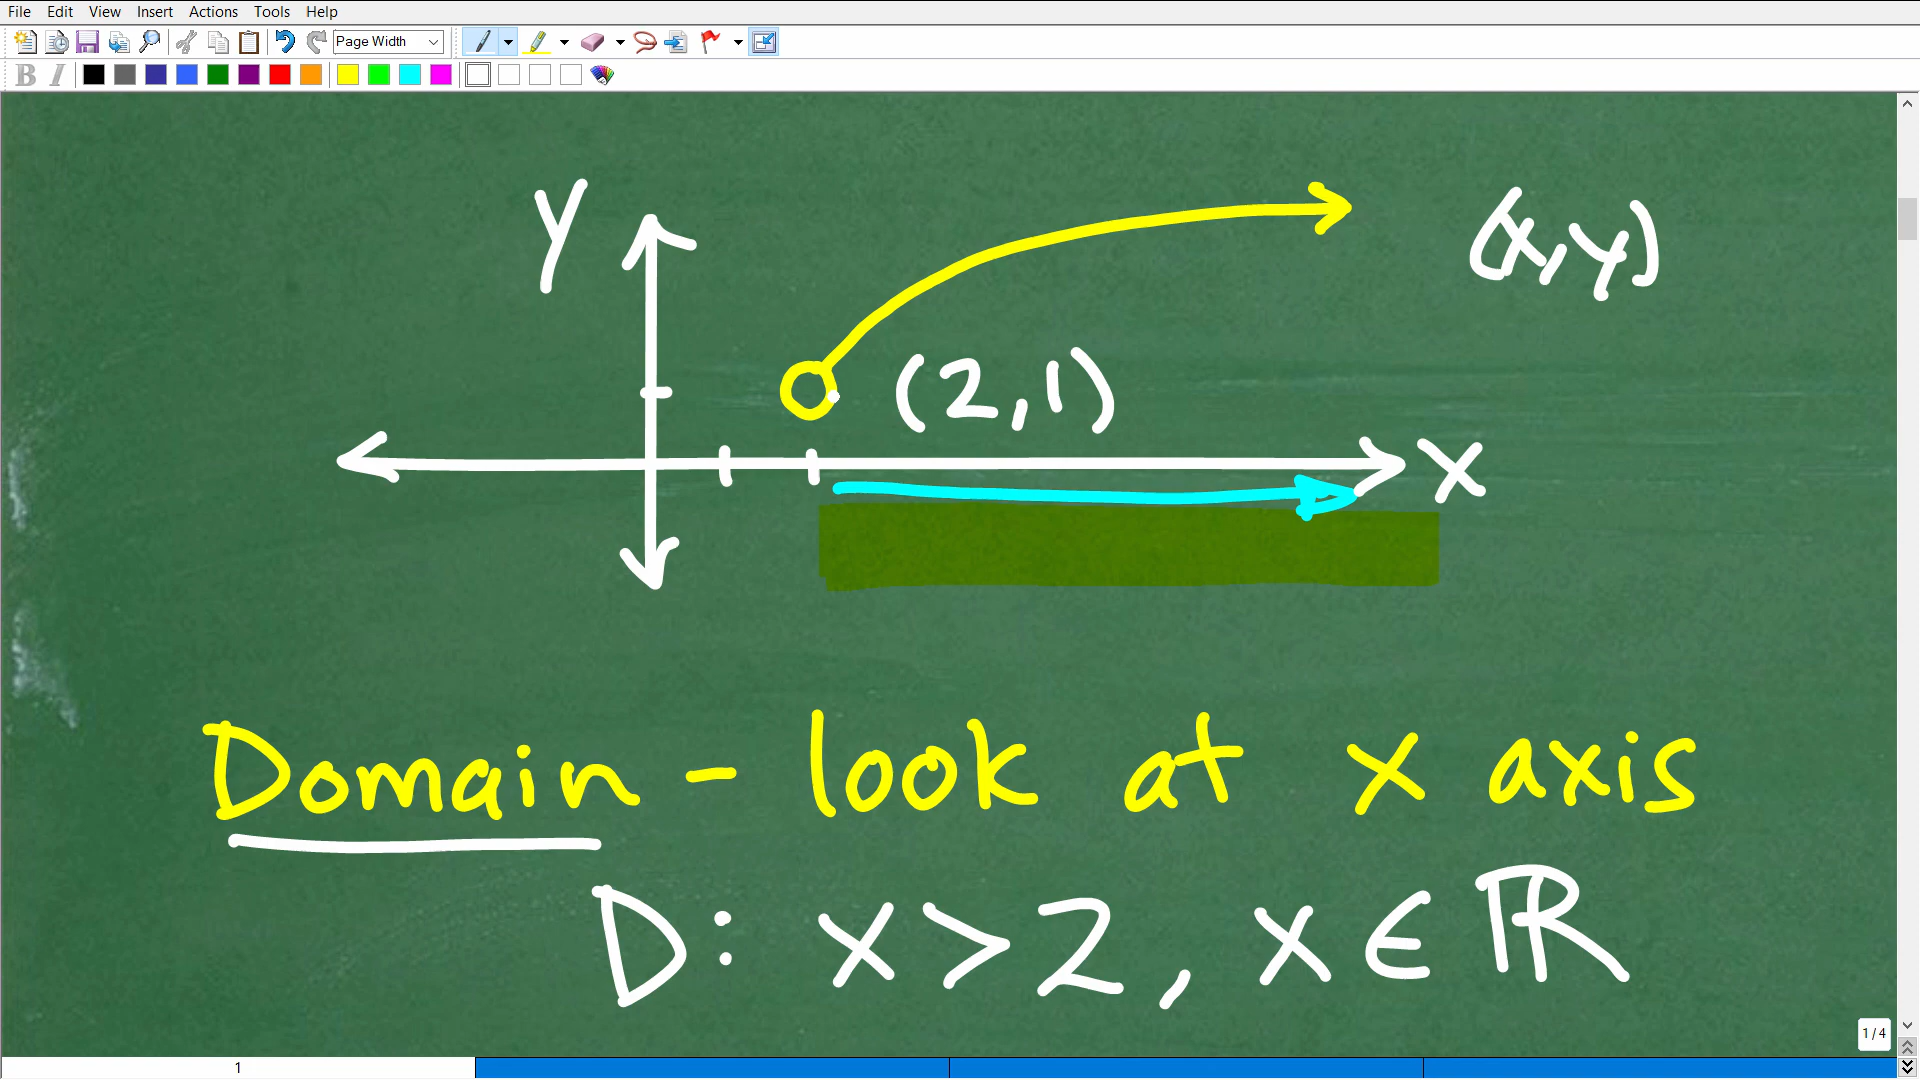 File Edit View Insert Actions Tools Help
Page Width
B I
y
(x,y)
(2,1)
x
Domain - look at x axis
D: x>2, x∈ℝ
1 / 4
1